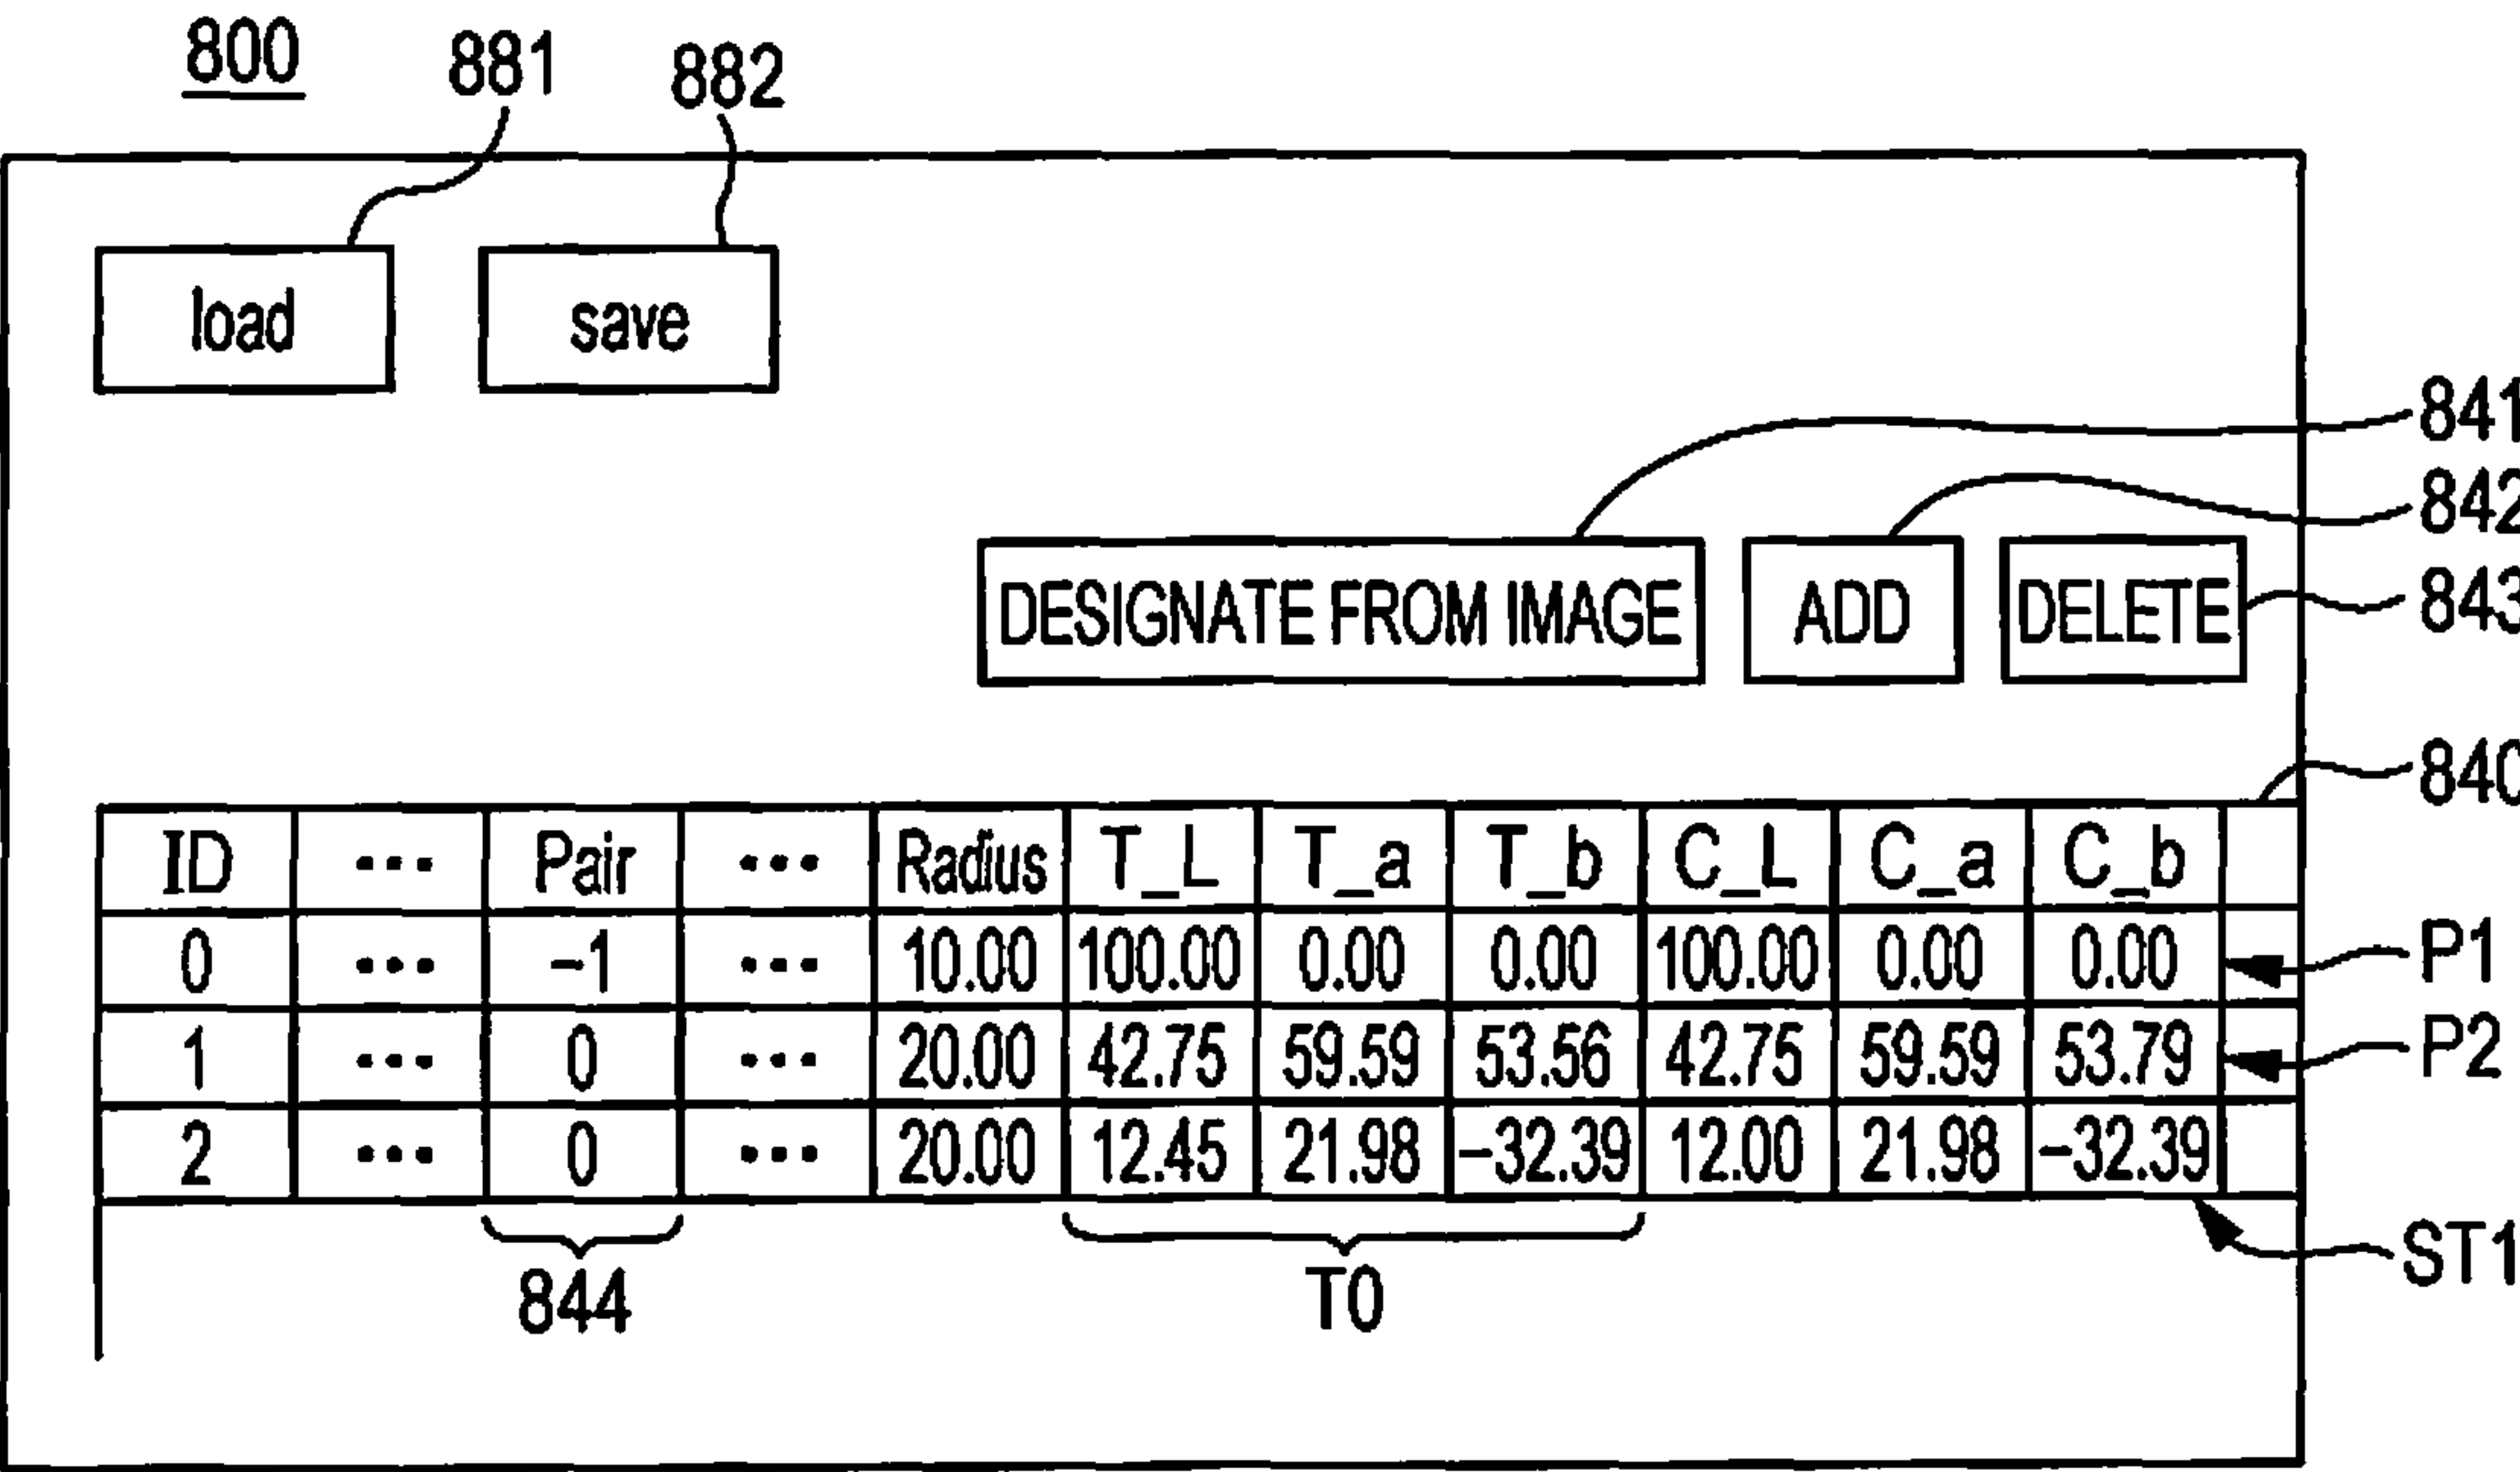 800 881 882
load save
841
842
DESIGNATE FROM IMAGE ADD DELETE 843
840
ID ... Pair ... Radius T_L T_a T_b C_L C_a C_b
0 ... -1 ... 10.00 100.00 0.00 0.00 100.00 0.00 0.00 P1
1 ... 0 ... 20.00 42.75 59.59 53.56 42.75 59.59 53.79 P2
2 ... 0 ... 20.00 12.45 21.98 -32.39 12.00 21.98 -32.39
ST1
844 T0